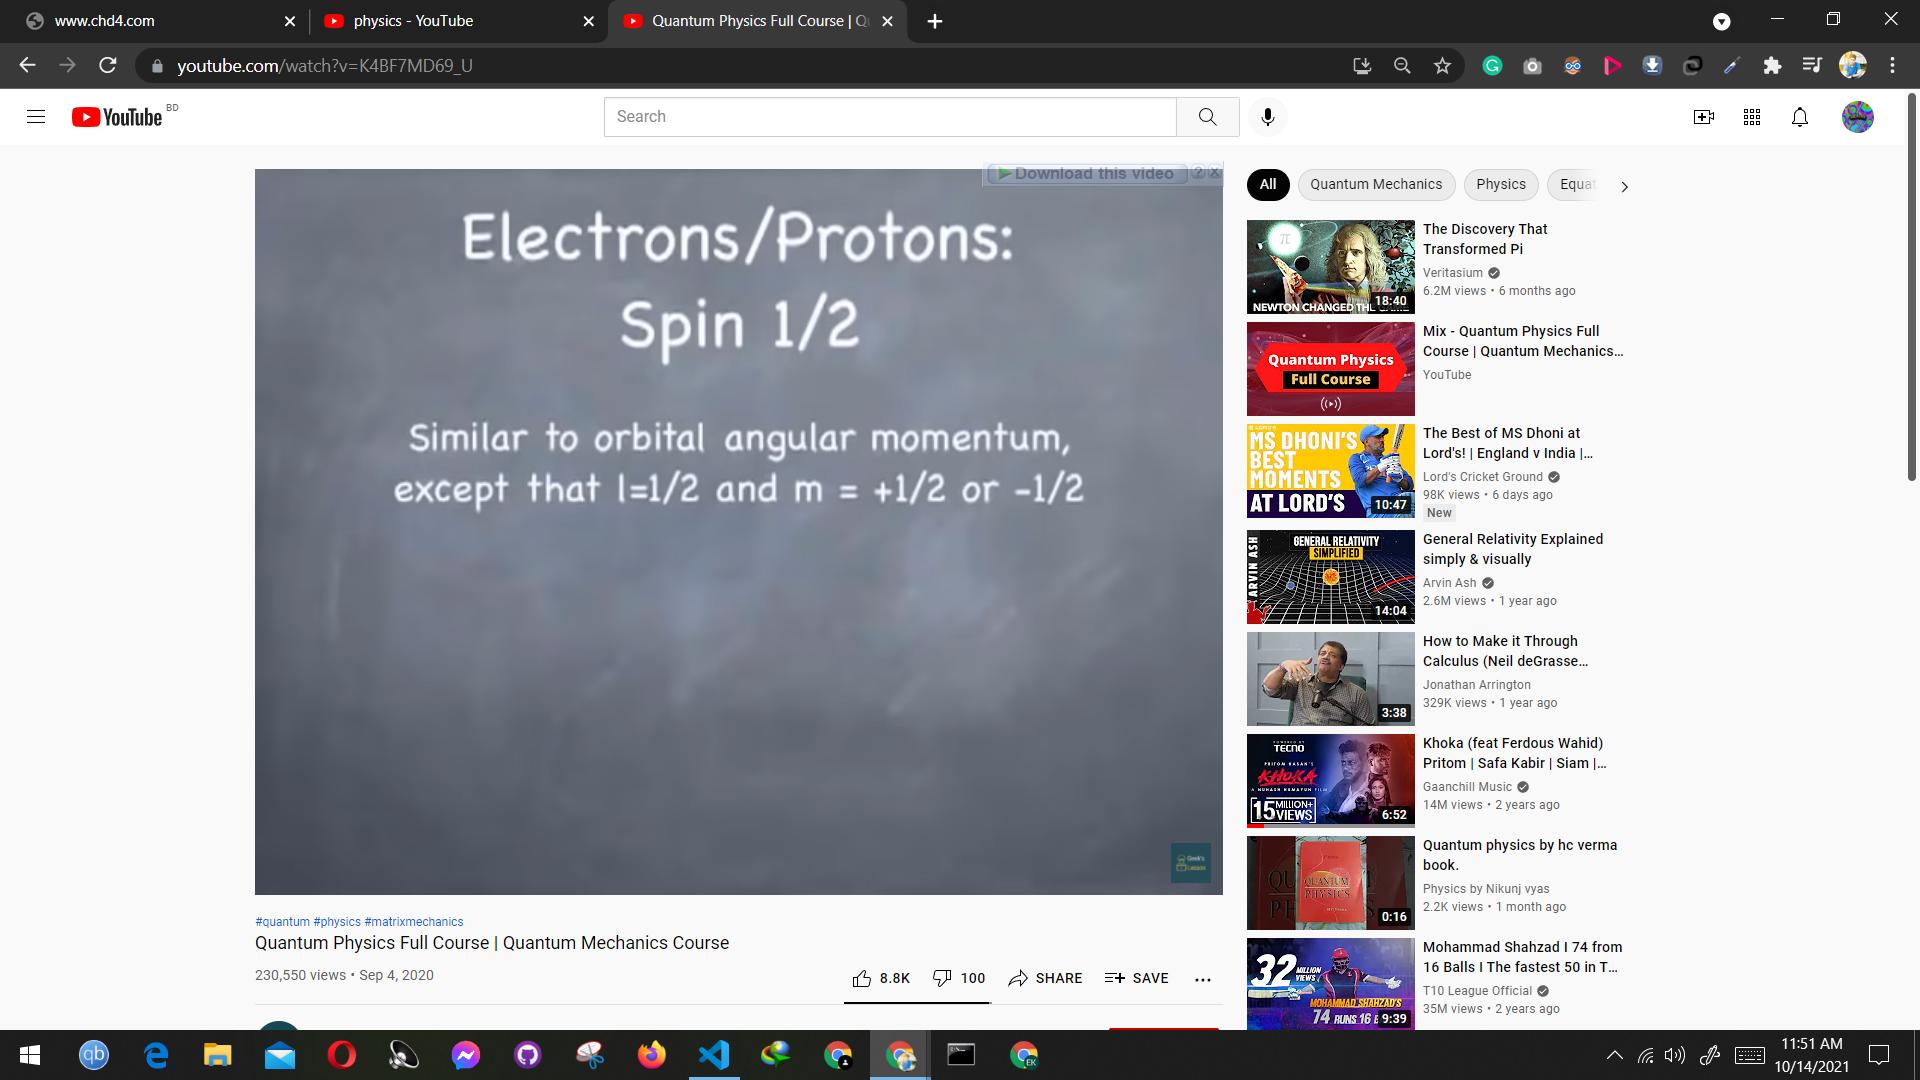 www.chd4.com
physics - YouTube
Quantum Physics Full Course |
youtube.com/watch?v=K4BF7MD69_U
YouTube BD
Search
Download this video ? X
Electrons/Protons:
Spin 1/2
Similar to orbital angular momentum,
except that l=1/2 and m = +1/2 or -1/2
Geek's
Lesson
#quantum #physics #matrixmechanics
Quantum Physics Full Course | Quantum Mechanics Course
230,550 views • Sep 4, 2020
8.8K 100 SHARE SAVE
All Quantum Mechanics Physics Equat
NEWTON CHANGED THE GAME
18:40
The Discovery That
Transformed Pi
Veritasium
6.2M views • 6 months ago
Quantum Physics
Full Course
Mix - Quantum Physics Full
Course | Quantum Mechanics...
YouTube
MS DHONI'S
BEST
MOMENTS
AT LORD'S
10:47
The Best of MS Dhoni at
Lord's! | England v India |...
Lord's Cricket Ground
98K views • 6 days ago
New
ARVIN ASH
GENERAL RELATIVITY
SIMPLIFIED
14:04
General Relativity Explained
simply & visually
Arvin Ash
2.6M views • 1 year ago
3:38
How to Make it Through
Calculus (Neil deGrasse...
Jonathan Arrington
329K views • 1 year ago
TECNO
PRITOM HASAN'S
KHOKA
A NUHASH HUMAYUN FILM
15 MILLION+
VIEWS
6:52
Khoka (feat Ferdous Wahid)
Pritom | Safa Kabir | Siam |...
Gaanchill Music
14M views • 2 years ago
QUANTUM
PHYSICS
0:16
Quantum physics by hc verma
book.
Physics by Nikunj vyas
2.2K views • 1 month ago
32 MILLION
VIEWS
MOHAMMAD SHAHZAD'S
74 RUNS 16
9:39
Mohammad Shahzad I 74 from
16 Balls I The fastest 50 in T...
T10 League Official
35M views • 2 years ago
qb
EK
11:51 AM
10/14/2021